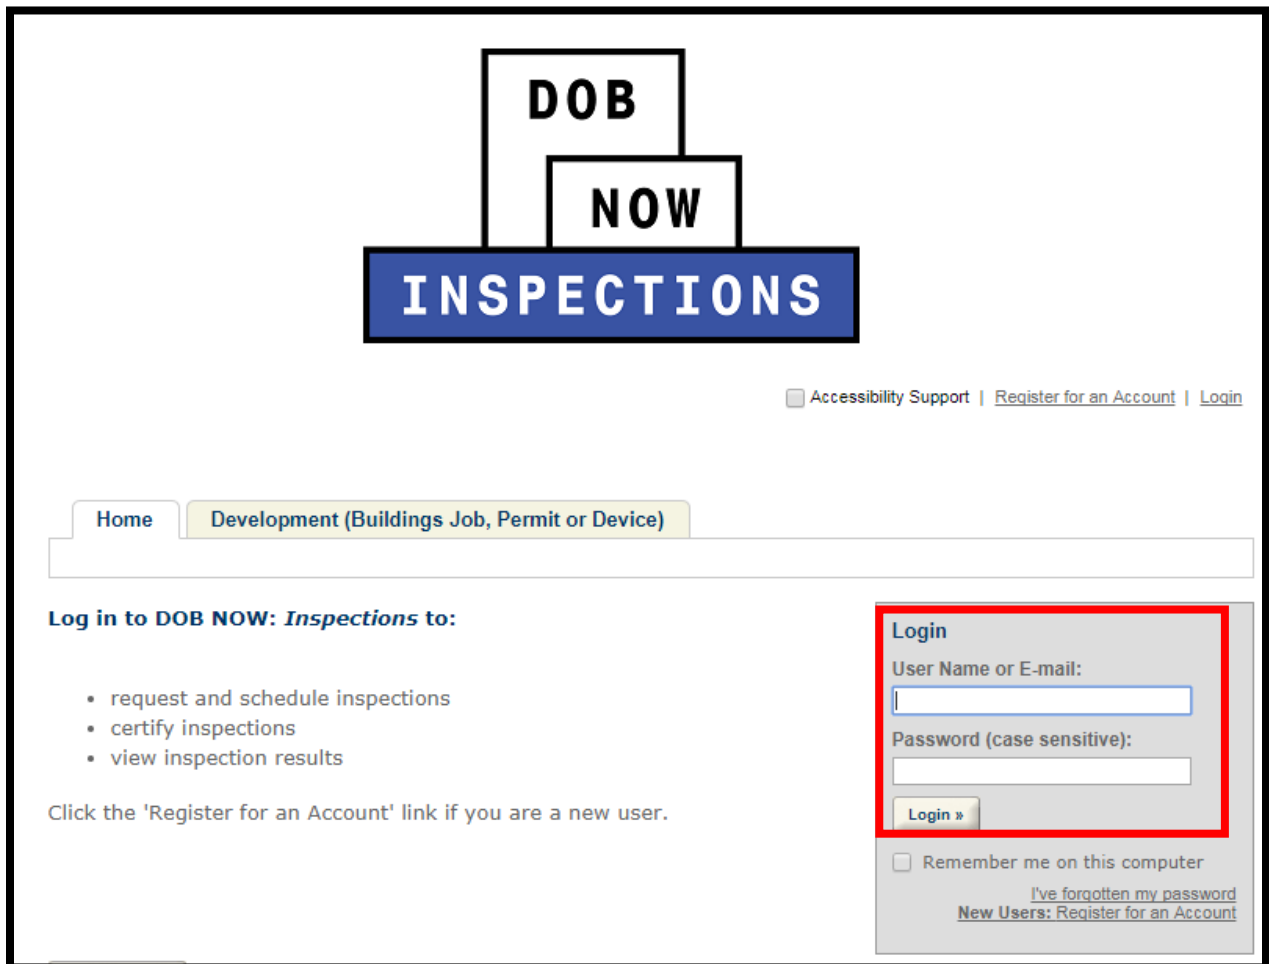 DOB
NOW
INSPECTIONS
Accessibility Support | Register for an Account | Login
Home
Development (Buildings Job, Permit or Device)
Log in to DOB NOW: Inspections to:
• request and schedule inspections
• certify inspections
• view inspection results
Click the 'Register for an Account' link if you are a new user.
Login
User Name or E-mail:
Password (case sensitive):
Login »
Remember me on this computer
I've forgotten my password
New Users: Register for an Account